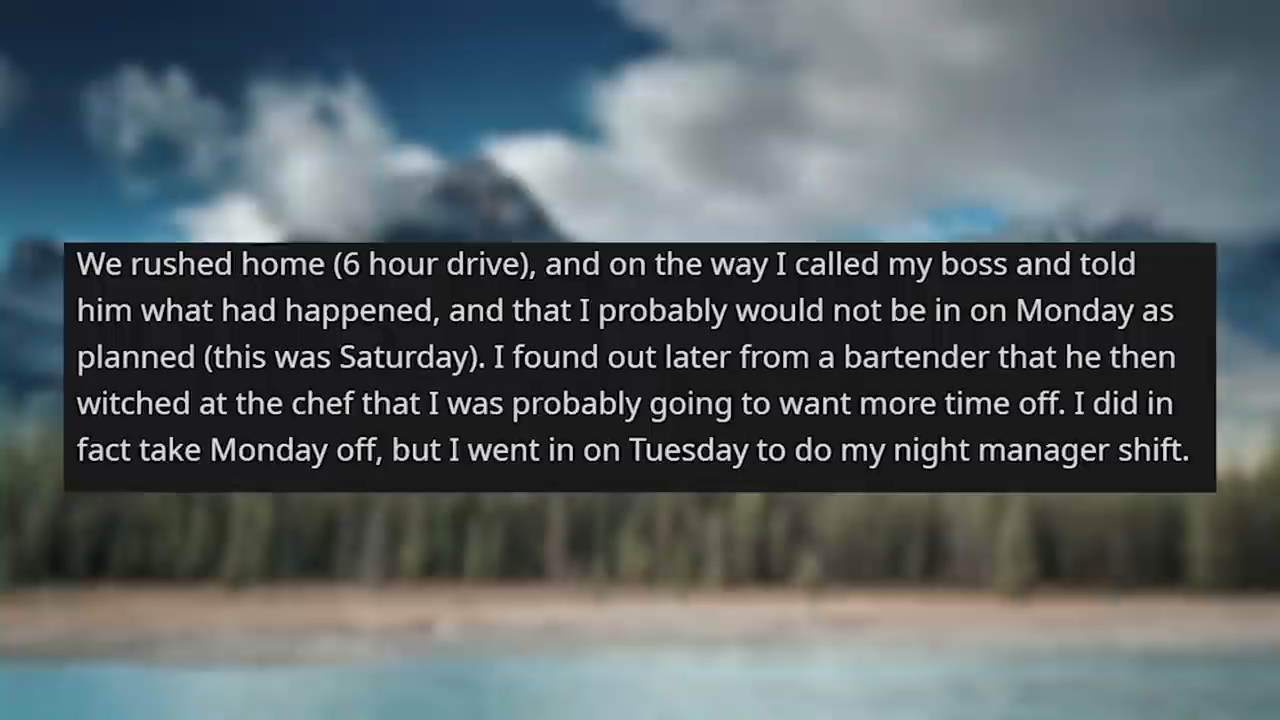 We rushed home (6 hour drive), and on the way I called my boss and told
him what had happened, and that I probably would not be in on Monday as
planned (this was Saturday). I found out later from a bartender that he then
witched at the chef that I was probably going to want more time off. I did in
fact take Monday off, but I went in on Tuesday to do my night manager shift.